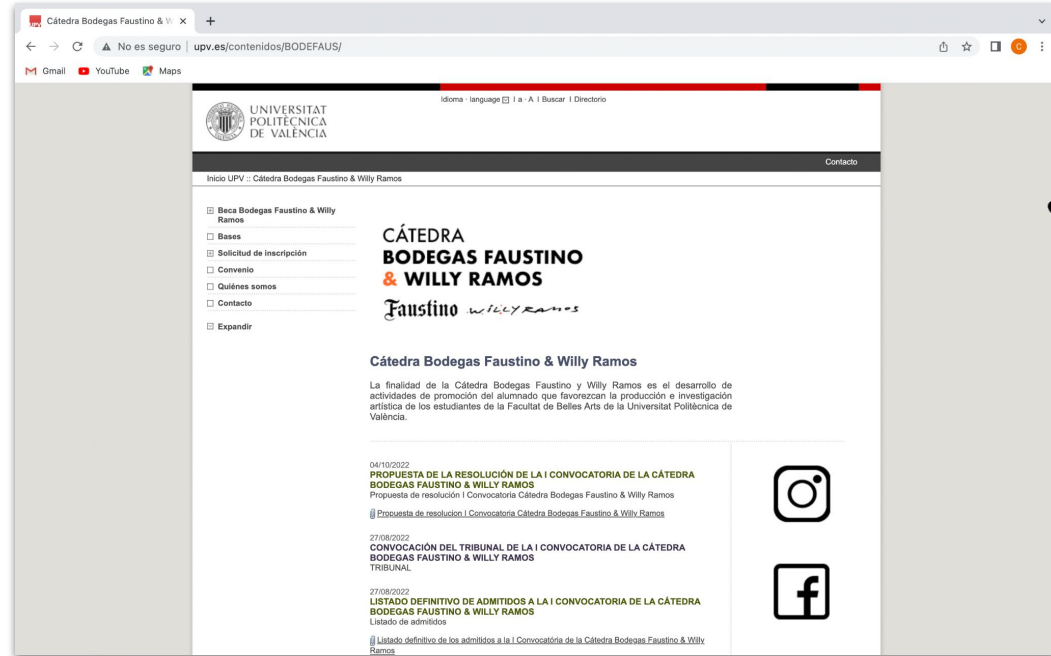 Cátedra Bodegas Faustino & W
No es seguro | upv.es/contenidos/BODEFAUS/
C
Gmail YouTube Maps
Idioma · language | a · A | Buscar | Directorio
UNIVERSITAT
POLITÈCNICA
DE VALÈNCIA
Contacto
Inicio UPV :: Cátedra Bodegas Faustino & Willy Ramos
Beca Bodegas Faustino & Willy
Ramos
Bases
Solicitud de inscripción
Convenio
Quiénes somos
Contacto
Expandir
CÁTEDRA
BODEGAS FAUSTINO
& WILLY RAMOS
Faustino willy ramos
Cátedra Bodegas Faustino & Willy Ramos
La finalidad de la Cátedra Bodegas Faustino y Willy Ramos es el desarrollo de
actividades de promoción del alumnado que favorezcan la producción e investigación
artística de los estudiantes de la Facultat de Belles Arts de la Universitat Politècnica de
València.
04/10/2022
PROPUESTA DE LA RESOLUCIÓN DE LA I CONVOCATORIA DE LA CÁTEDRA
BODEGAS FAUSTINO & WILLY RAMOS
Propuesta de resolución I Convocatoria Cátedra Bodegas Faustino & Willy Ramos
Propuesta de resolucion I Convocatoria Cátedra Bodegas Faustino & Willy Ramos
27/08/2022
CONVOCACIÓN DEL TRIBUNAL DE LA I CONVOCATORIA DE LA CÁTEDRA
BODEGAS FAUSTINO & WILLY RAMOS
TRIBUNAL
27/08/2022
LISTADO DEFINITIVO DE ADMITIDOS A LA I CONVOCATORIA DE LA CÁTEDRA
BODEGAS FAUSTINO & WILLY RAMOS
Listado de admitidos
Listado definitivo de los admitidos a la I Convocatória de la Cátedra Bodegas Faustino & Willy
Ramos